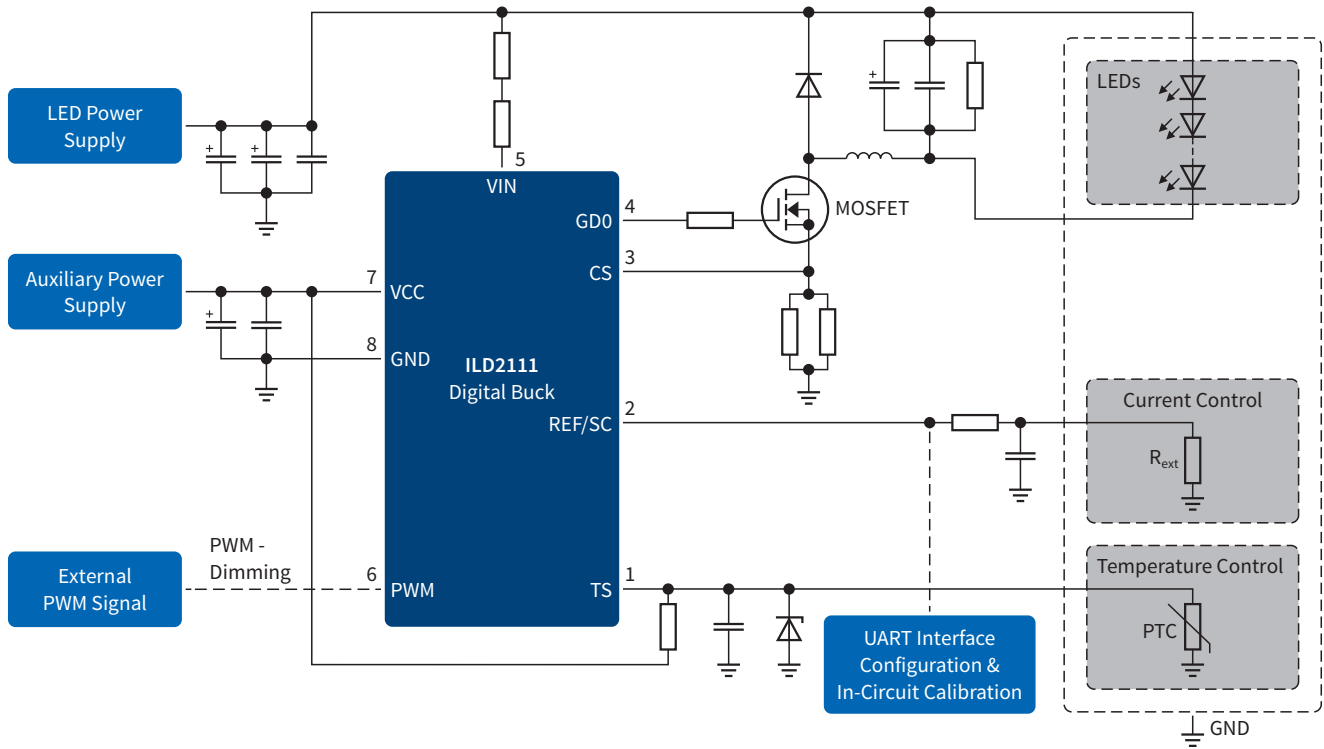 LED Power
Supply
+
+
5
VIN
+
LEDs
4
GD0
MOSFET
3
CS
Auxiliary Power
Supply
7
VCC
+
8
GND
ILD2111
Digital Buck
2
REF/SC
Current Control
Rext
PWM -
Dimming
External
PWM Signal
6
PWM
1
TS
Temperature Control
PTC
UART Interface
Configuration &
In-Circuit Calibration
GND